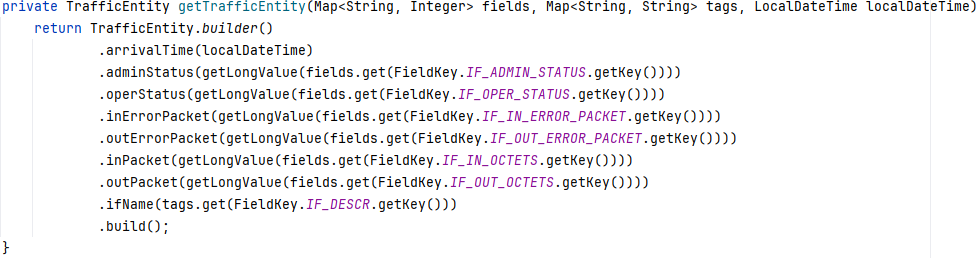 private TrafficEntity getTrafficEntity(Map<String, Integer> fields, Map<String, String> tags, LocalDateTime localDateTime)
    return TrafficEntity.builder()
            .arrivalTime(localDateTime)
            .adminStatus(getLongValue(fields.get(FieldKey.IF_ADMIN_STATUS.getKey())))
            .operStatus(getLongValue(fields.get(FieldKey.IF_OPER_STATUS.getKey())))
            .inErrorPacket(getLongValue(fields.get(FieldKey.IF_IN_ERROR_PACKET.getKey())))
            .outErrorPacket(getLongValue(fields.get(FieldKey.IF_OUT_ERROR_PACKET.getKey())))
            .inPacket(getLongValue(fields.get(FieldKey.IF_IN_OCTETS.getKey())))
            .outPacket(getLongValue(fields.get(FieldKey.IF_OUT_OCTETS.getKey())))
            .ifName(tags.get(FieldKey.IF_DESCR.getKey()))
            .build();
}